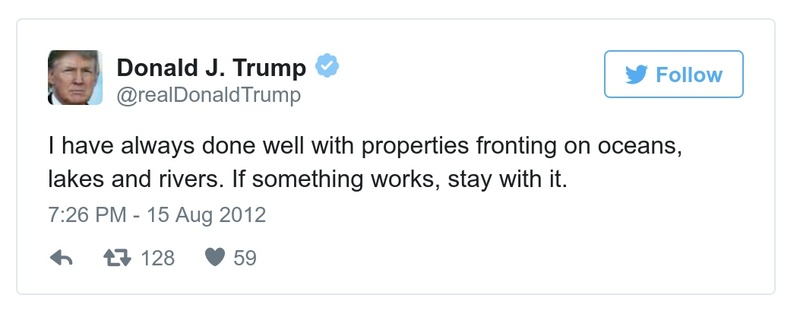 Donald J. Trump
@realDonaldTrump
Follow
I have always done well with properties fronting on oceans,
lakes and rivers. If something works, stay with it.
7:26 PM - 15 Aug 2012
128 59